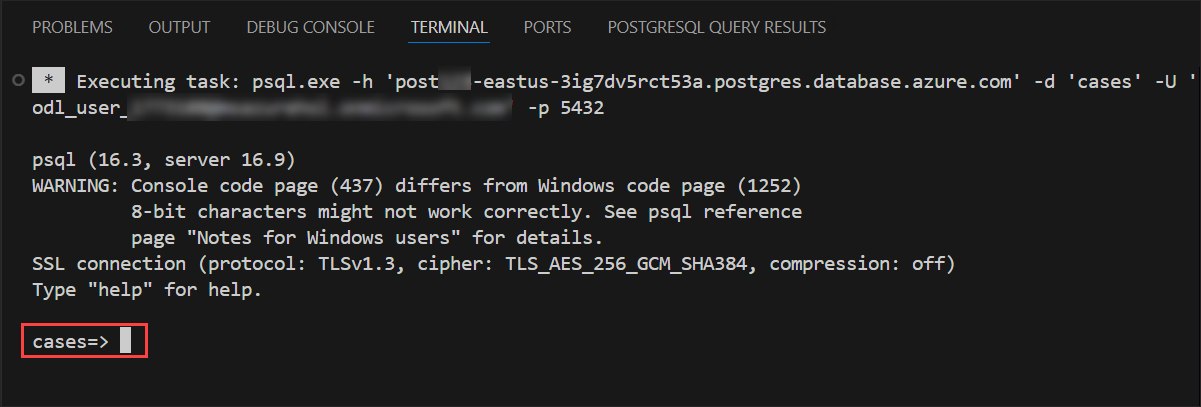 PROBLEMS OUTPUT DEBUG CONSOLE TERMINAL PORTS POSTGRESQL QUERY RESULTS
* Executing task: psql.exe -h 'post -eastus-3ig7dv5rct53a.postgres.database.azure.com' -d 'cases' -U '
odl_user_ ' -p 5432
psql (16.3, server 16.9)
WARNING: Console code page (437) differs from Windows code page (1252)
8-bit characters might not work correctly. See psql reference
page "Notes for Windows users" for details.
SSL connection (protocol: TLSv1.3, cipher: TLS_AES_256_GCM_SHA384, compression: off)
Type "help" for help.
cases=>